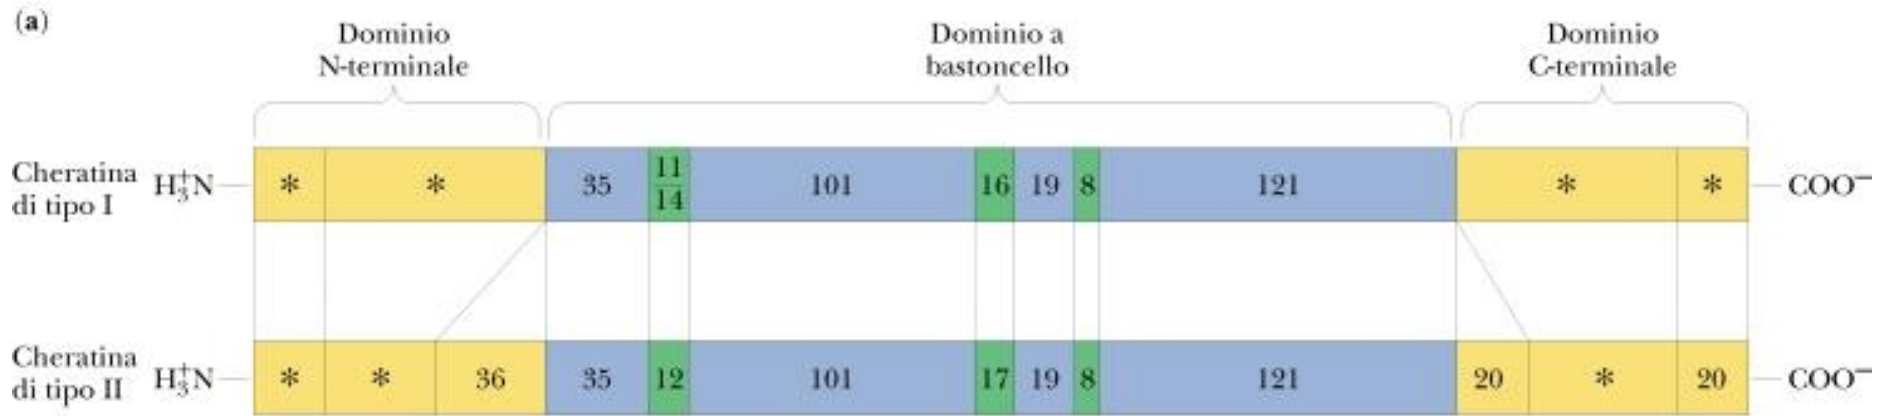 (a)
Dominio
N-terminale
Dominio a
bastoncello
Dominio
C-terminale
Cheratina
di tipo I
H₃⁺N
* * 35 11/14 101 16 19 8 121 * *
COO⁻
Cheratina
di tipo II
H₃⁺N
* * 36 35 12 101 17 19 8 121 20 * 20
COO⁻